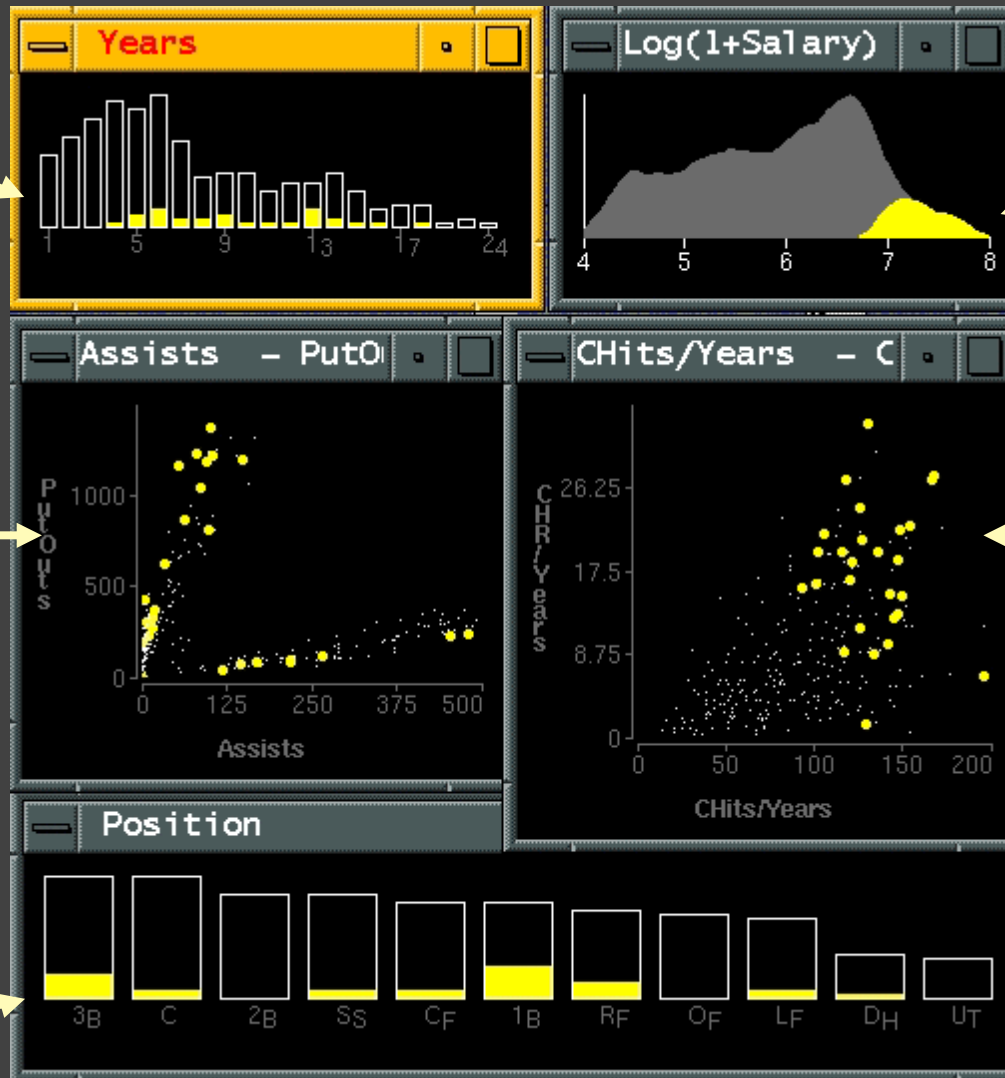 Years
Log(1+Salary)
1 5 9 13 17 24
4 5 6 7 8
Assists - PutO
CHits/Years - C
PutOuts
1000
500
0
0 125 250 375 500
Assists
CHR/Years
26.25
17.5
8.75
0
0 50 100 150 200
CHits/Years
Position
3B C 2B SS CF 1B RF OF LF DH UT